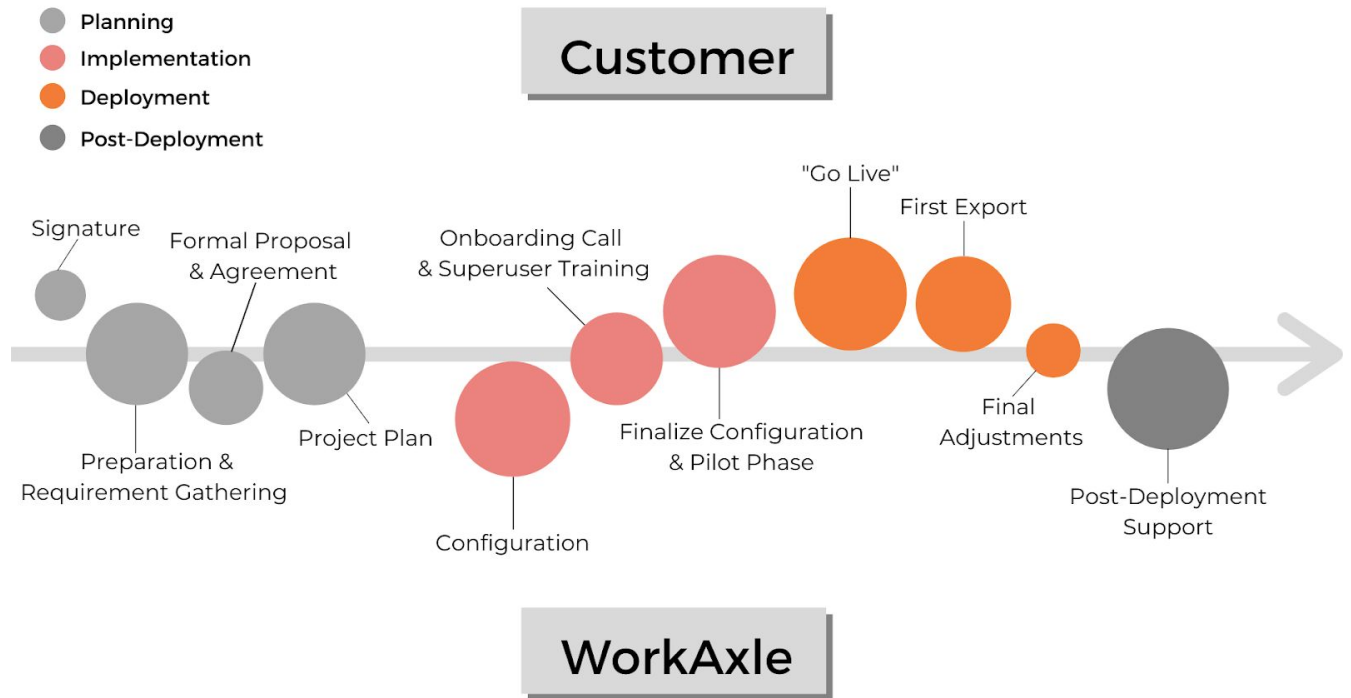 Planning
Implementation
Deployment
Post-Deployment
Customer
Signature
Formal Proposal
& Agreement
Onboarding Call
& Superuser Training
"Go Live"
First Export
Preparation &
Requirement Gathering
Project Plan
Configuration
Finalize Configuration
& Pilot Phase
Final
Adjustments
Post-Deployment
Support
WorkAxle